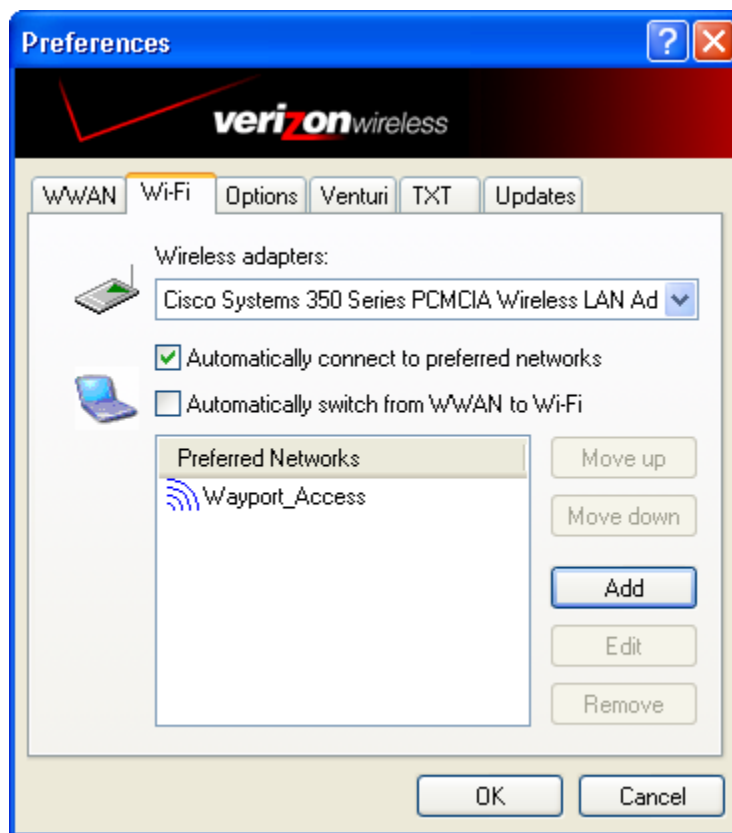 Preferences
verizonwireless
WWAN Wi-Fi Options Venturi TXT Updates
Wireless adapters:
Cisco Systems 350 Series PCMCIA Wireless LAN Ad
Automatically connect to preferred networks
Automatically switch from WWAN to Wi-Fi
Preferred Networks
Wayport_Access
Move up
Move down
Add
Edit
Remove
OK Cancel